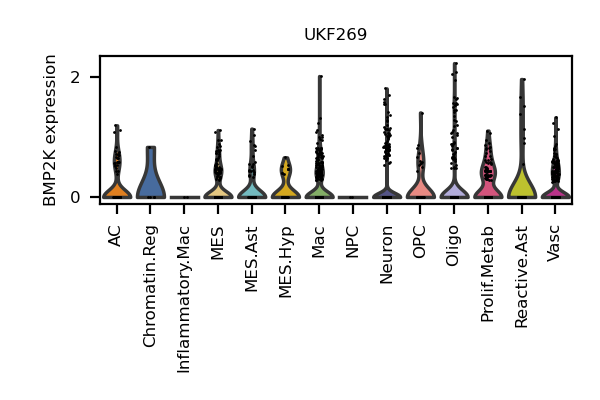 UKF269
BMP2K expression
2
0
AC
Chromatin.Reg
Inflammatory.Mac
MES
MES.Ast
MES.Hyp
Mac
NPC
Neuron
OPC
Oligo
Prolif.Metab
Reactive.Ast
Vasc